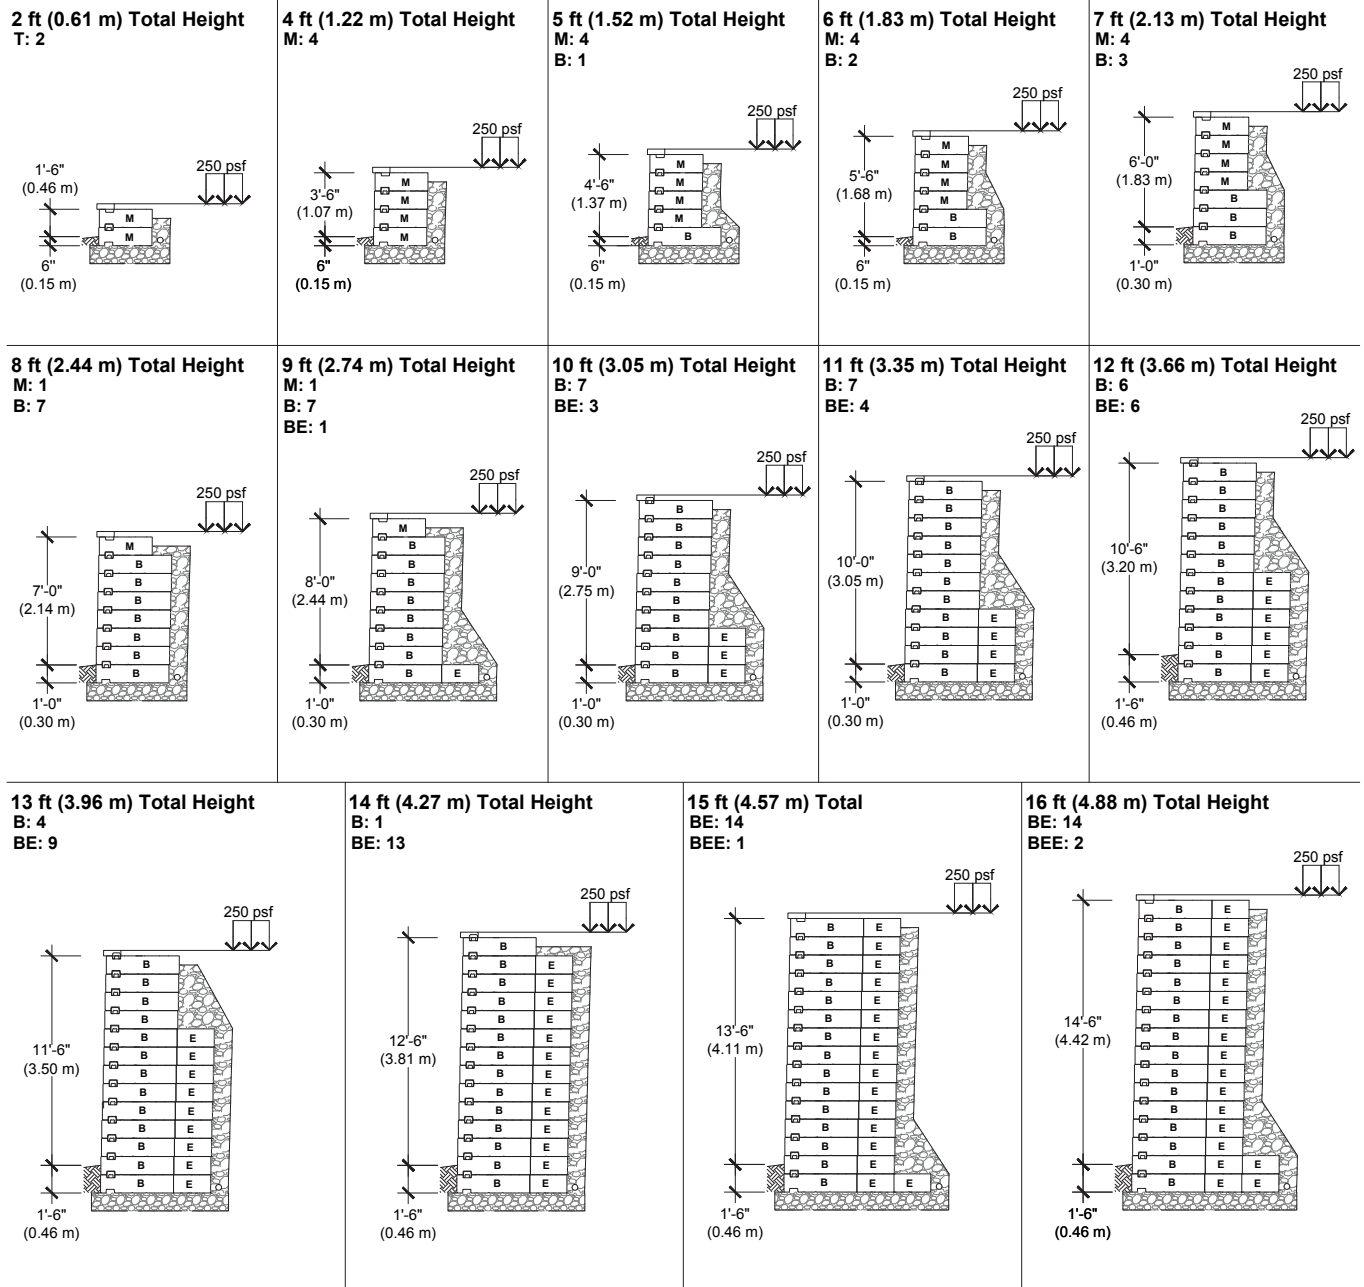 2 ft (0.61 m) Total Height
T: 2
250 psf
1'-6"
(0.46 m)
M
M
6"
(0.15 m)
4 ft (1.22 m) Total Height
M: 4
250 psf
3'-6"
(1.07 m)
M
M
M
M
6"
(0.15 m)
5 ft (1.52 m) Total Height
M: 4
B: 1
250 psf
4'-6"
(1.37 m)
M
M
M
M
B
6"
(0.15 m)
6 ft (1.83 m) Total Height
M: 4
B: 2
250 psf
5'-6"
(1.68 m)
M
M
M
M
B
B
6"
(0.15 m)
7 ft (2.13 m) Total Height
M: 4
B: 3
250 psf
6'-0"
(1.83 m)
M
M
M
M
B
B
B
1'-0"
(0.30 m)
8 ft (2.44 m) Total Height
M: 1
B: 7
250 psf
7'-0"
(2.14 m)
M
B
B
B
B
B
B
B
1'-0"
(0.30 m)
9 ft (2.74 m) Total Height
M: 1
B: 7
BE: 1
250 psf
8'-0"
(2.44 m)
M
B
B
B
B
B
B
B
B E
1'-0"
(0.30 m)
10 ft (3.05 m) Total Height
B: 7
BE: 3
250 psf
9'-0"
(2.75 m)
B
B
B
B
B
B
B
B E
B E
B E
1'-0"
(0.30 m)
11 ft (3.35 m) Total Height
B: 7
BE: 4
250 psf
10'-0"
(3.05 m)
B
B
B
B
B
B
B
B E
B E
B E
B E
1'-0"
(0.30 m)
12 ft (3.66 m) Total Height
B: 6
BE: 6
250 psf
10'-6"
(3.20 m)
B
B
B
B
B
B
B E
B E
B E
B E
B E
B E
1'-6"
(0.46 m)
13 ft (3.96 m) Total Height
B: 4
BE: 9
250 psf
11'-6"
(3.50 m)
B
B
B
B
B E
B E
B E
B E
B E
B E
B E
B E
B E
1'-6"
(0.46 m)
14 ft (4.27 m) Total Height
B: 1
BE: 13
250 psf
12'-6"
(3.81 m)
B
B E
B E
B E
B E
B E
B E
B E
B E
B E
B E
B E
B E
B E
1'-6"
(0.46 m)
15 ft (4.57 m) Total
BE: 14
BEE: 1
250 psf
13'-6"
(4.11 m)
B E
B E
B E
B E
B E
B E
B E
B E
B E
B E
B E
B E
B E
B E
B E E
1'-6"
(0.46 m)
16 ft (4.88 m) Total Height
BE: 14
BEE: 2
250 psf
14'-6"
(4.42 m)
B E
B E
B E
B E
B E
B E
B E
B E
B E
B E
B E
B E
B E
B E
B E E
B E E
1'-6"
(0.46 m)